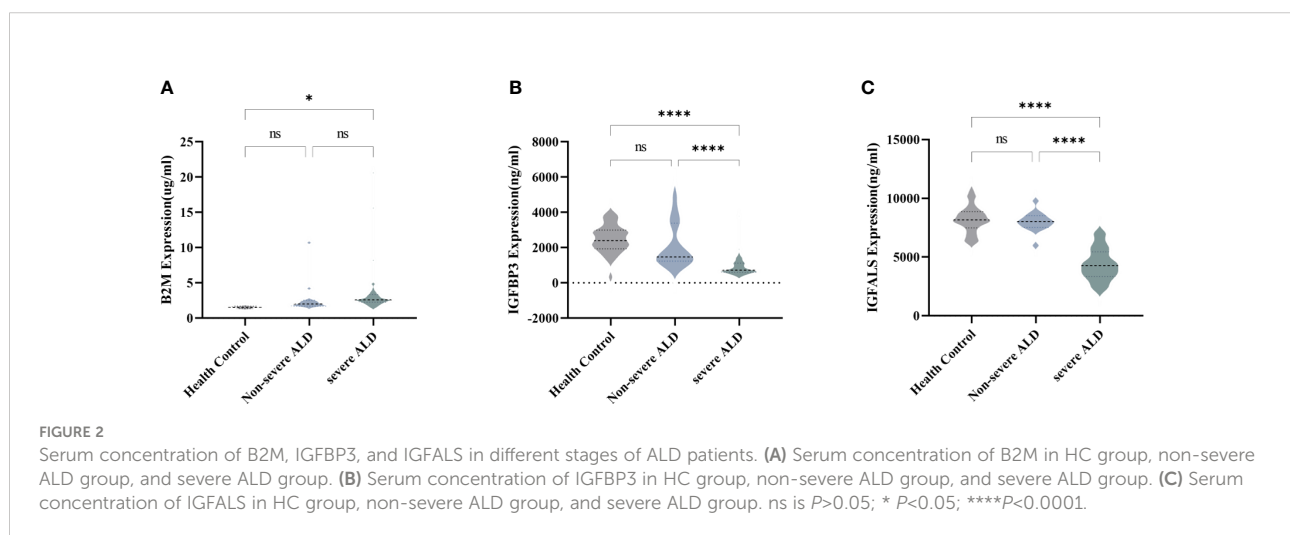 A
*
ns
ns
B2M Expression(ug/ml)
25
20
15
10
5
0
Health Control
Non-severe ALD
severe ALD
B
****
ns
****
IGFBP3 Expression(ng/ml)
8000
6000
4000
2000
0
-2000
Health Control
Non-severe ALD
severe ALD
C
****
ns
****
IGFALS Expression(ng/ml)
15000
10000
5000
0
Health Control
Non-severe ALD
severe ALD
FIGURE 2
Serum concentration of B2M, IGFBP3, and IGFALS in different stages of ALD patients. (A) Serum concentration of B2M in HC group, non-severe
ALD group, and severe ALD group. (B) Serum concentration of IGFBP3 in HC group, non-severe ALD group, and severe ALD group. (C) Serum
concentration of IGFALS in HC group, non-severe ALD group, and severe ALD group. ns is P>0.05; * P<0.05; ****P<0.0001.